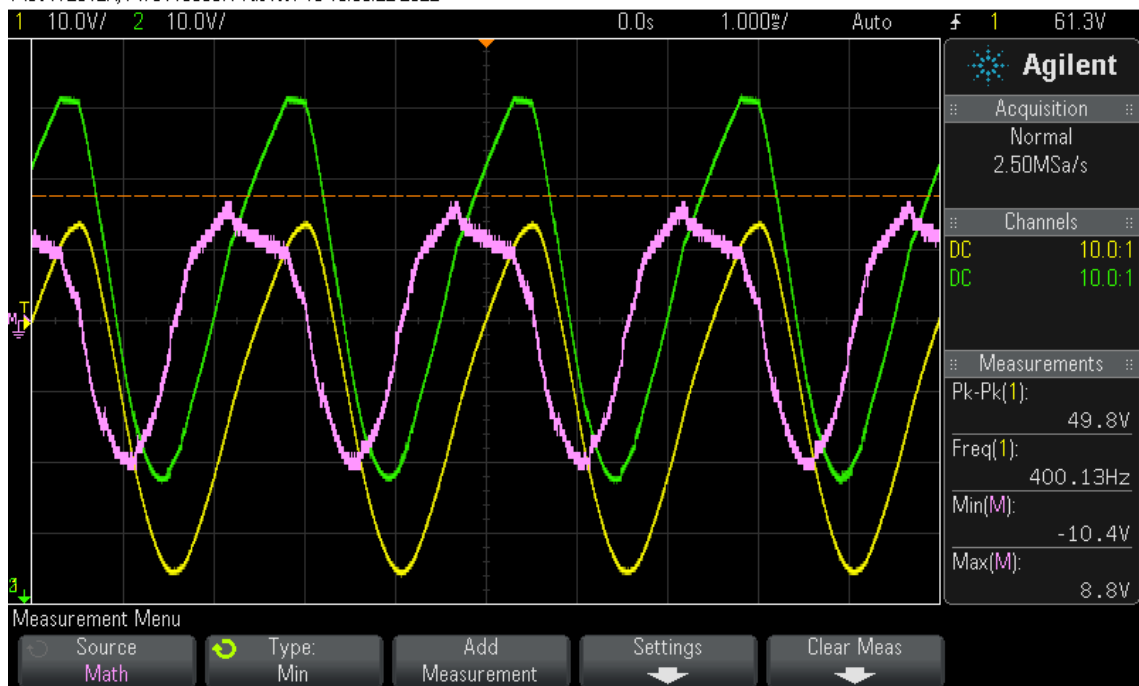 1 10.0V/ 2 10.0V/ 0.0s 1.000ms/ Auto 1 61.3V
Agilent
Acquisition
Normal
2.50MSa/s
Channels
DC 10.0:1
DC 10.0:1
T
M
Measurements
Pk-Pk(1):
49.8V
Freq(1):
400.13Hz
Min(M):
-10.4V
Max(M):
8.8V
Measurement Menu
Source
Math
Type:
Min
Add
Measurement
Settings
Clear Meas